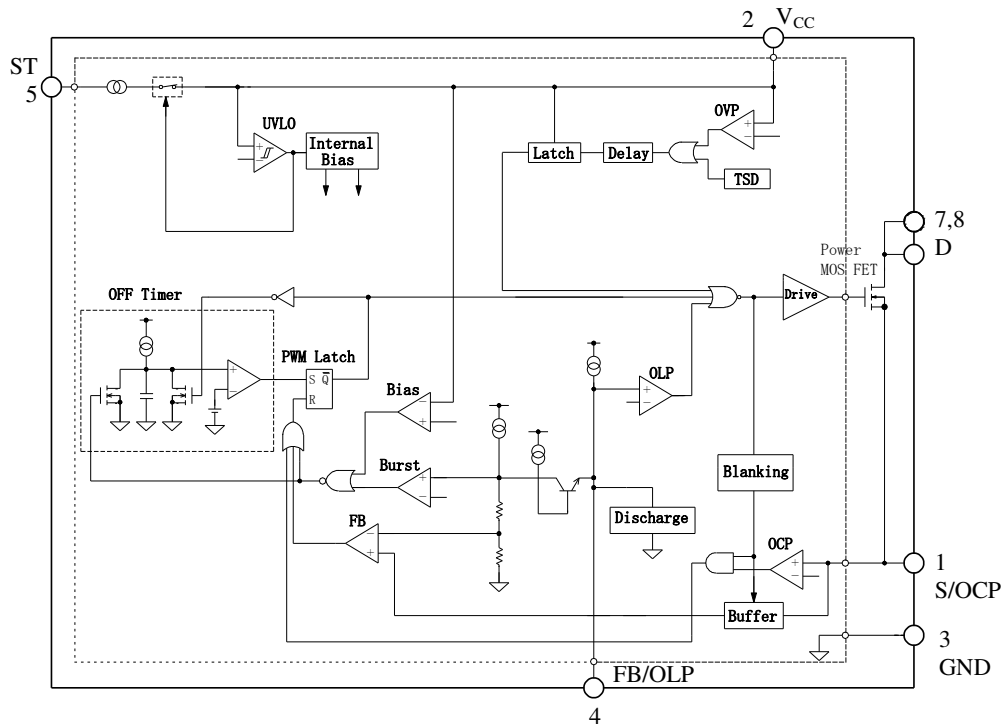 2 VCC
ST
5
UVLO
Internal
Bias
OVP
+
−
Latch
Delay
TSD
7,8
D
Power
MOS FET
OFF Timer
Drive
PWM Latch
S Q̅
R
Bias
−
+
OLP
+
−
Burst
+
−
Blanking
Discharge
FB
−
+
OCP
+
−
Buffer
1
S/OCP
3
GND
FB/OLP
4